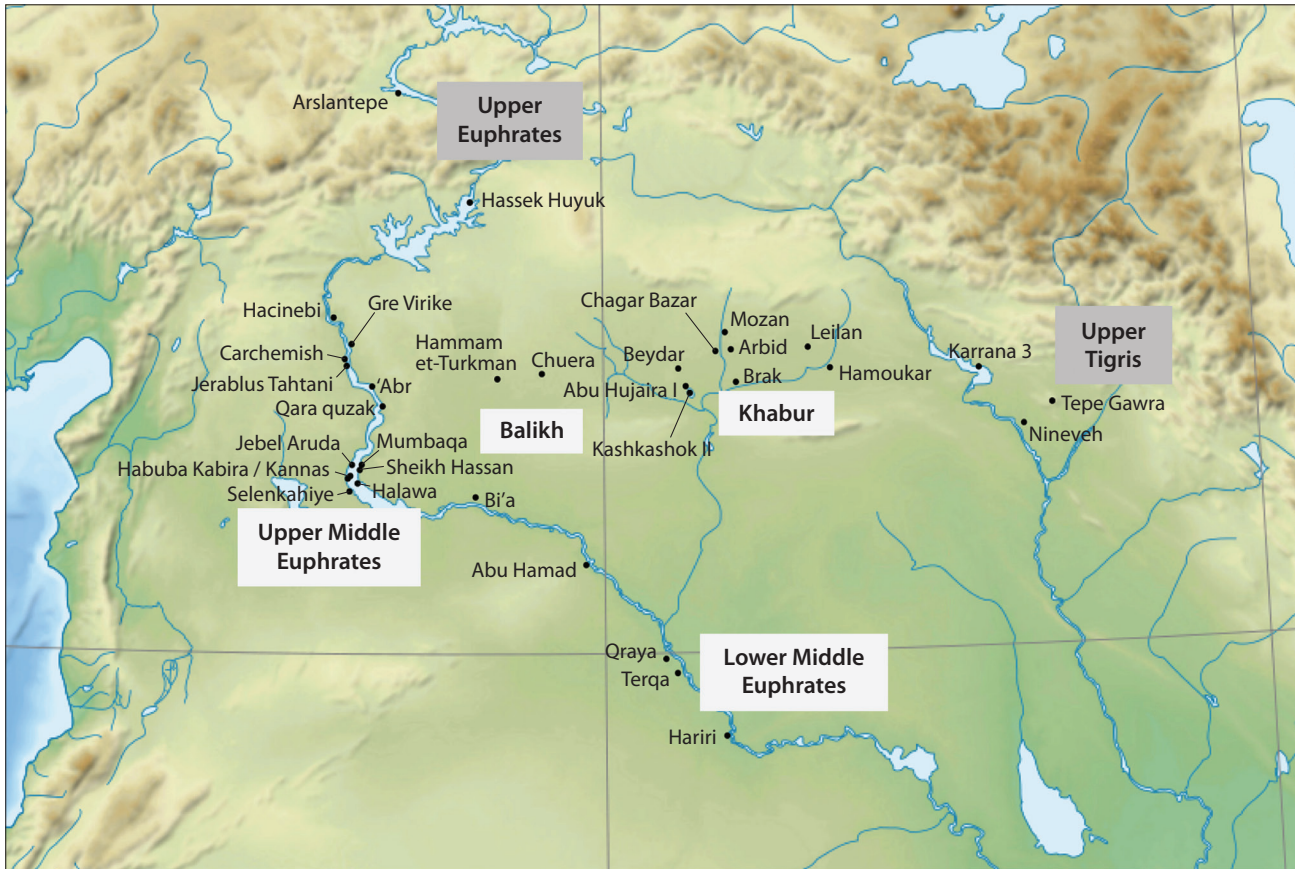 Arslantepe
Upper
Euphrates
Hassek Huyuk
Hacinebi
Gre Virike
Carchemish
Jerablus Tahtani
'Abr
Qara quzak
Hammam
et-Turkman
Chuera
Balikh
Chagar Bazar
Mozan
Arbid
Leilan
Beydar
Abu Hujaira I
Brak
Hamoukar
Kashkashok II
Khabur
Karrana 3
Upper
Tigris
Tepe Gawra
Nineveh
Jebel Aruda
Mumbaqa
Habuba Kabira / Kannas
Sheikh Hassan
Selenkahiye
Halawa
Bi'a
Upper Middle
Euphrates
Abu Hamad
Qraya
Terqa
Lower Middle
Euphrates
Hariri